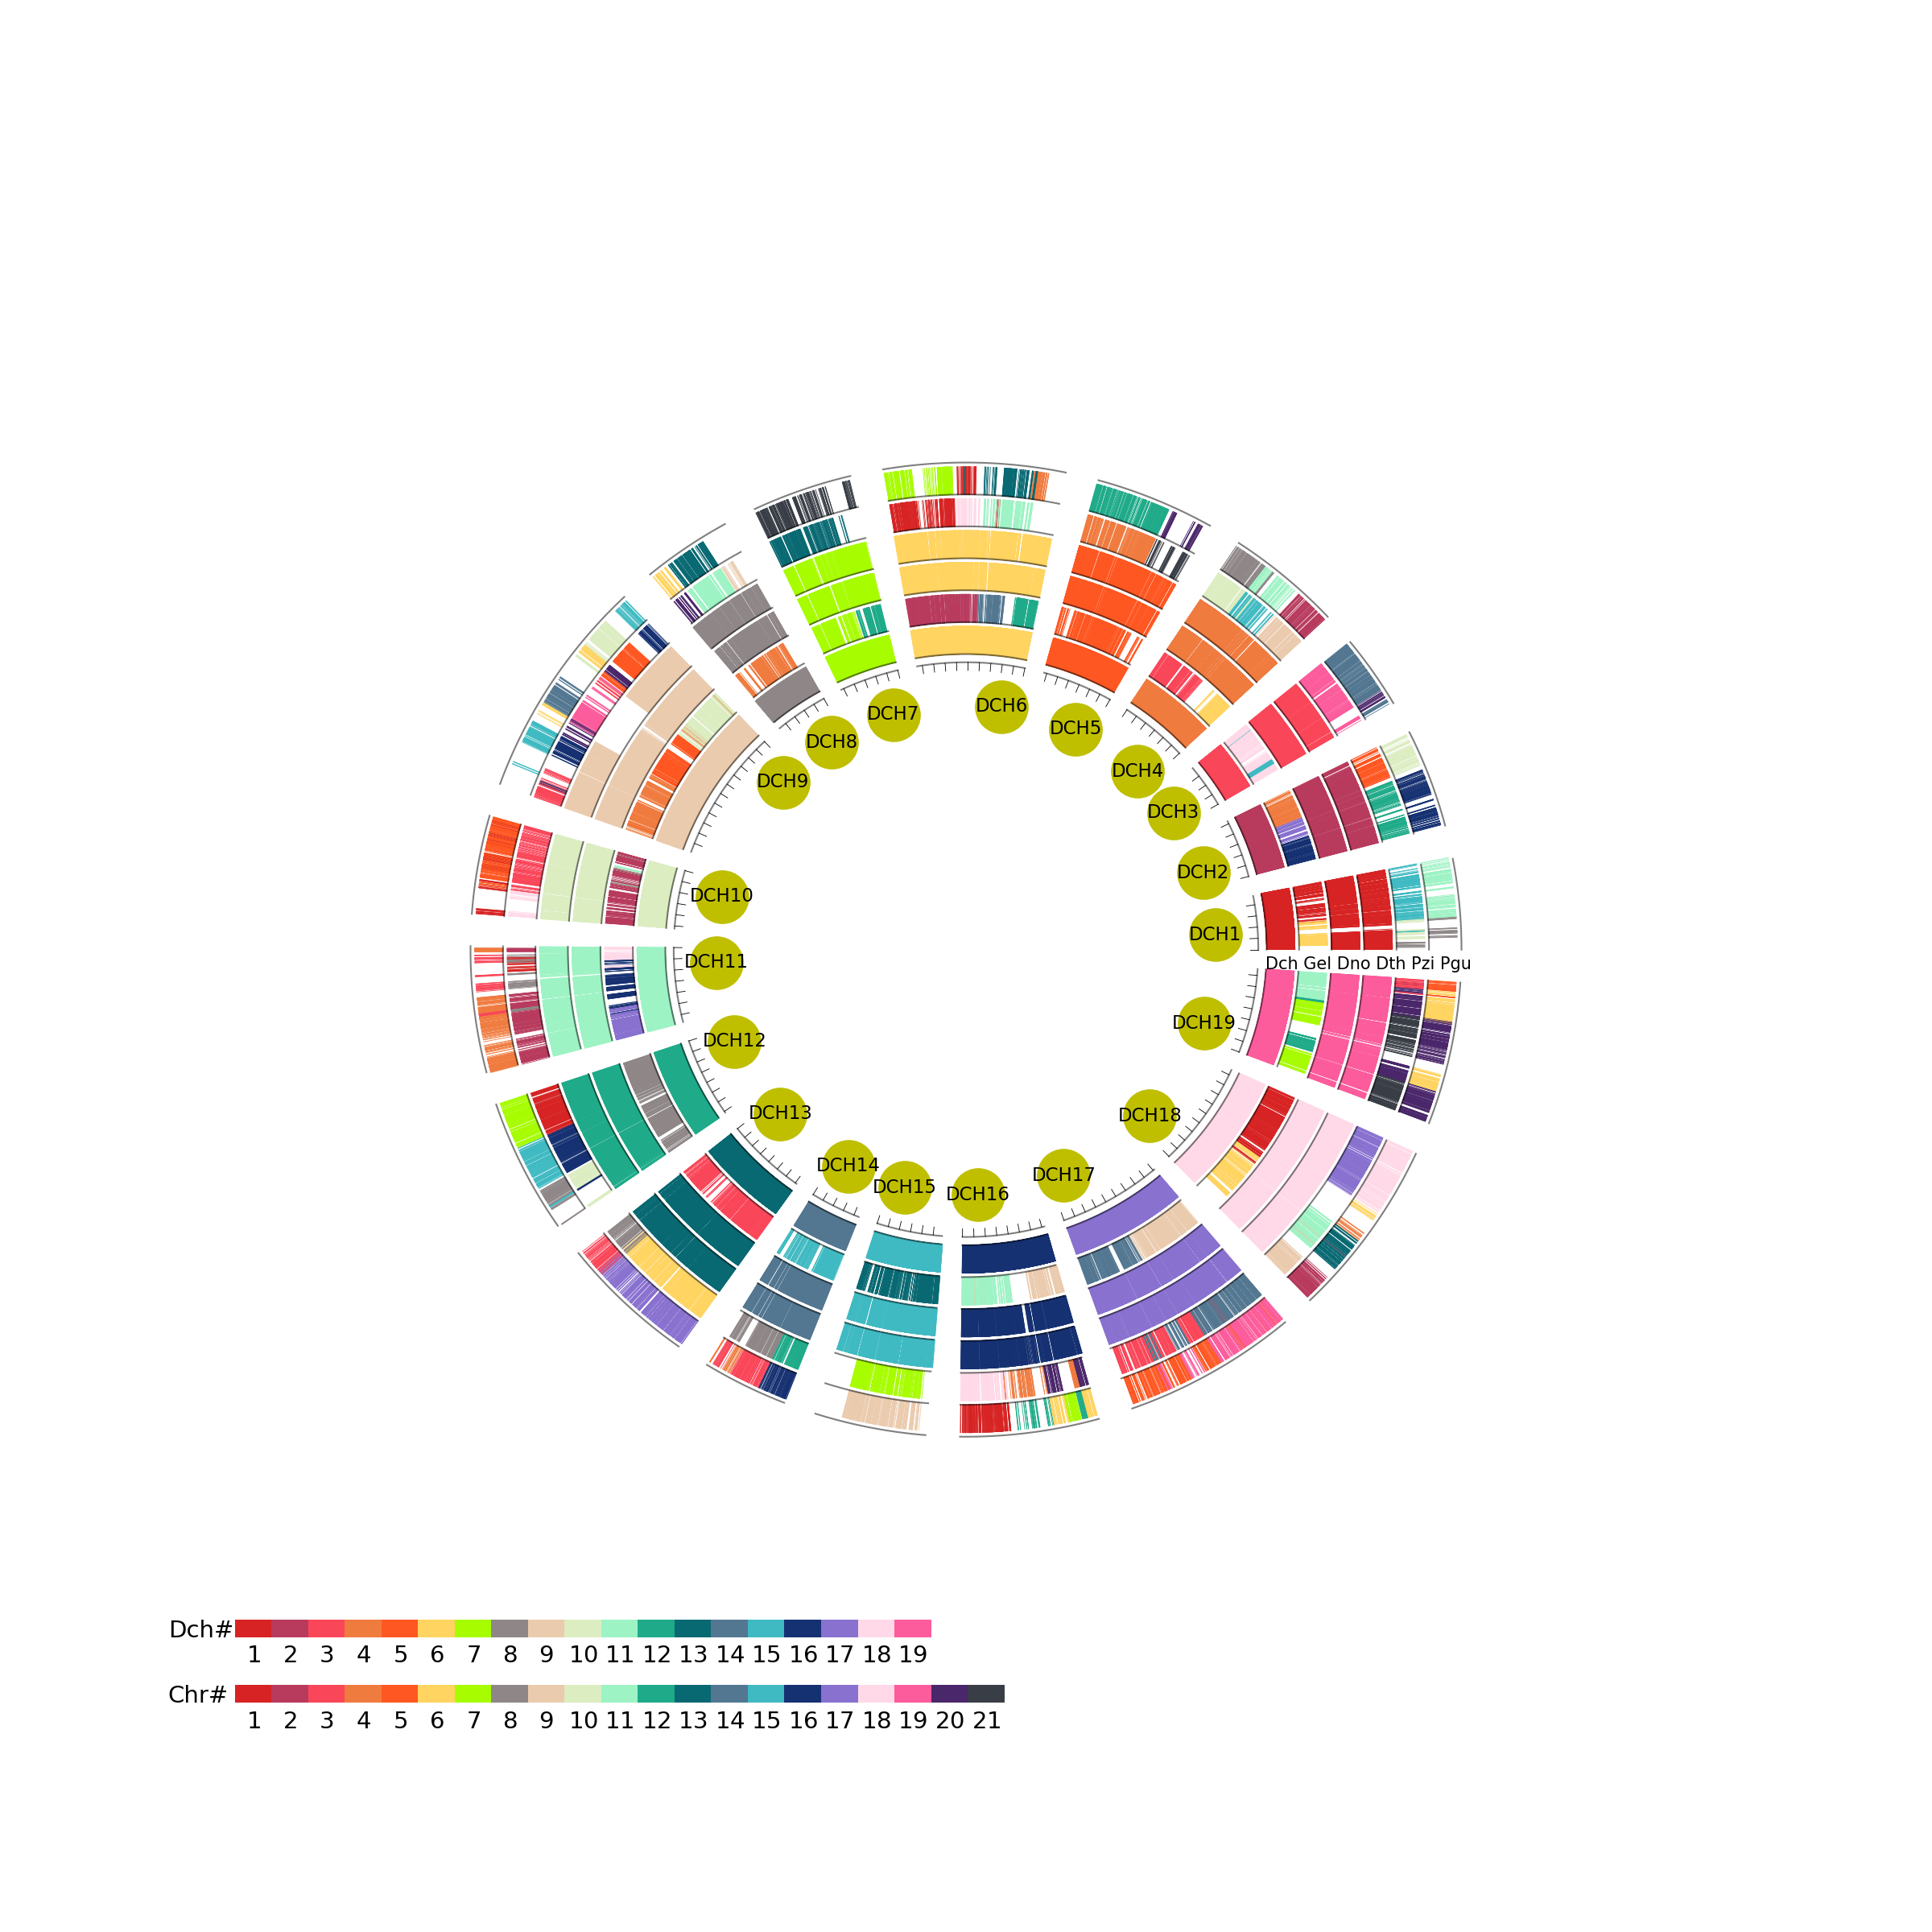 DCH6
DCH7
DCH5
DCH8
DCH4
DCH9
DCH3
DCH2
DCH10
DCH1
DCH11
Dch Gel Dno Dth Pzi Pgu
DCH19
DCH12
DCH13
DCH18
DCH14
DCH17
DCH15
DCH16
Dch#
1 2 3 4 5 6 7 8 9 10 11 12 13 14 15 16 17 18 19
Chr#
1 2 3 4 5 6 7 8 9 10 11 12 13 14 15 16 17 18 19 20 21